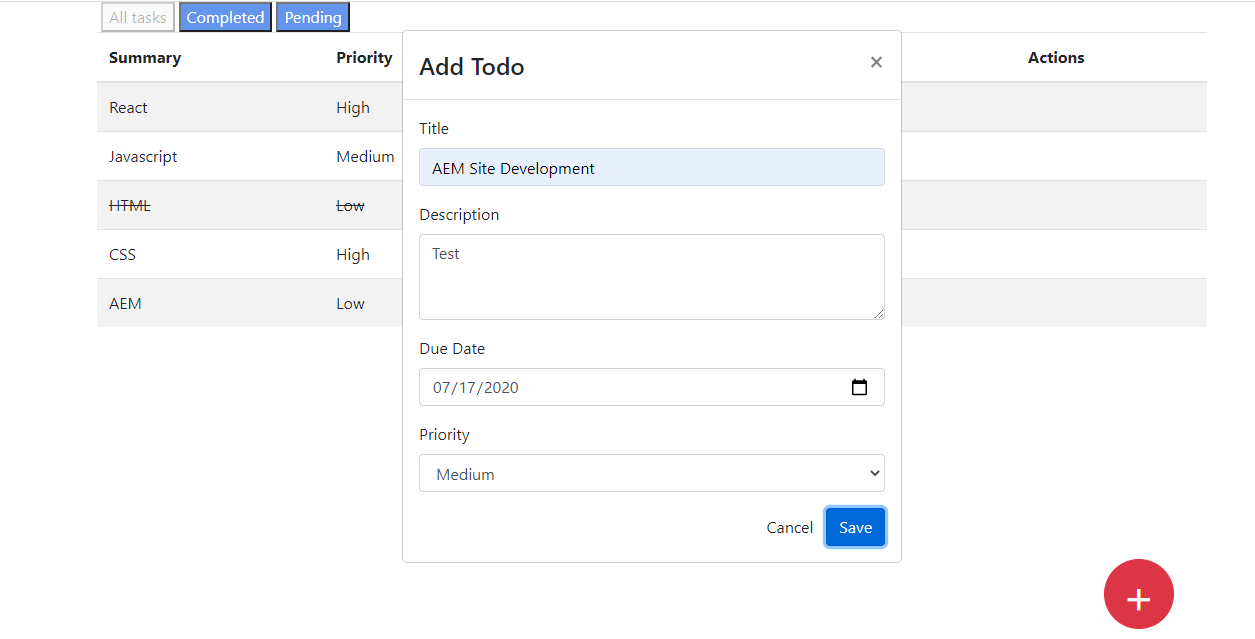 All tasks Completed Pending
Summary Priority Actions
React High
Javascript Medium
HTML Low
CSS High
AEM Low
Add Todo ×
Title
AEM Site Development
Description
Test
Due Date
07/17/2020
Priority
Medium
Cancel Save
+